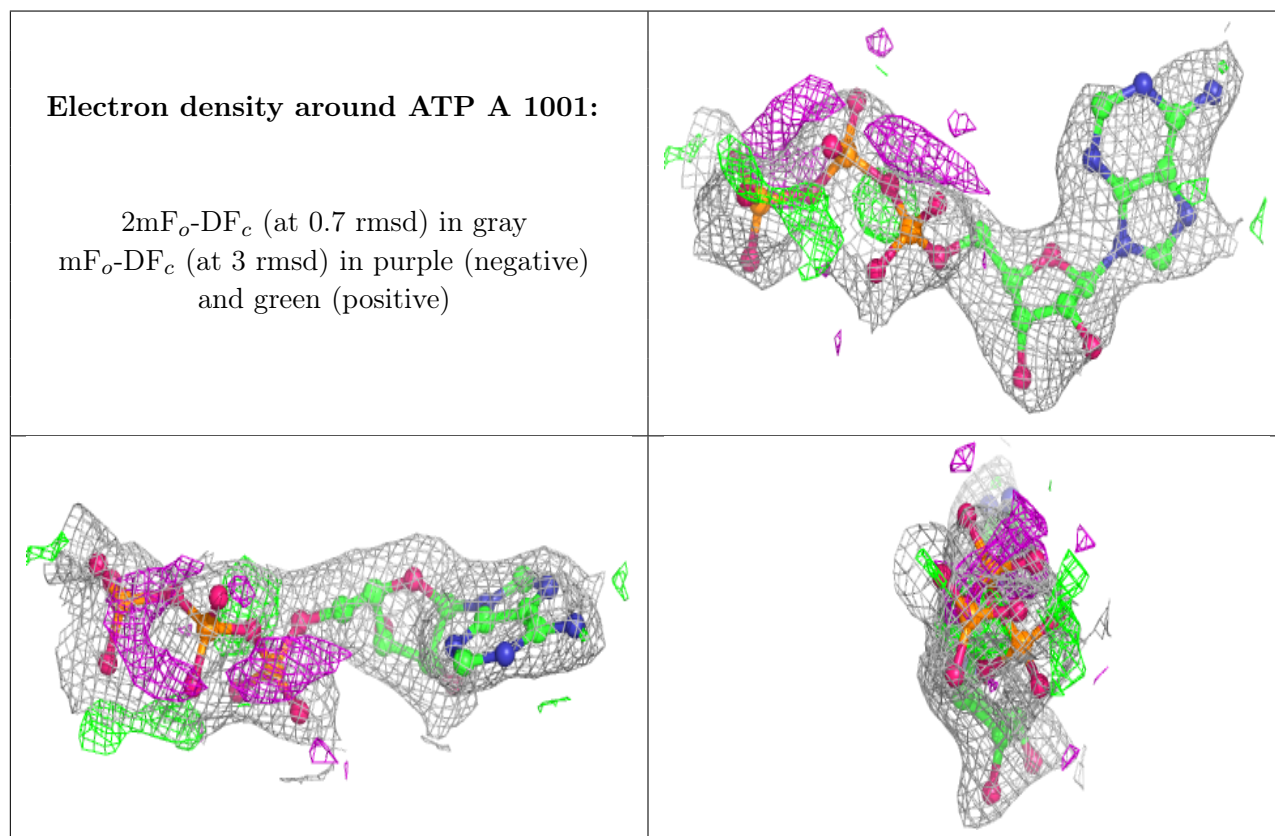 Electron density around ATP A 1001:
2mFₒ-DF𝑐 (at 0.7 rmsd) in gray
mFₒ-DF𝑐 (at 3 rmsd) in purple (negative)
and green (positive)